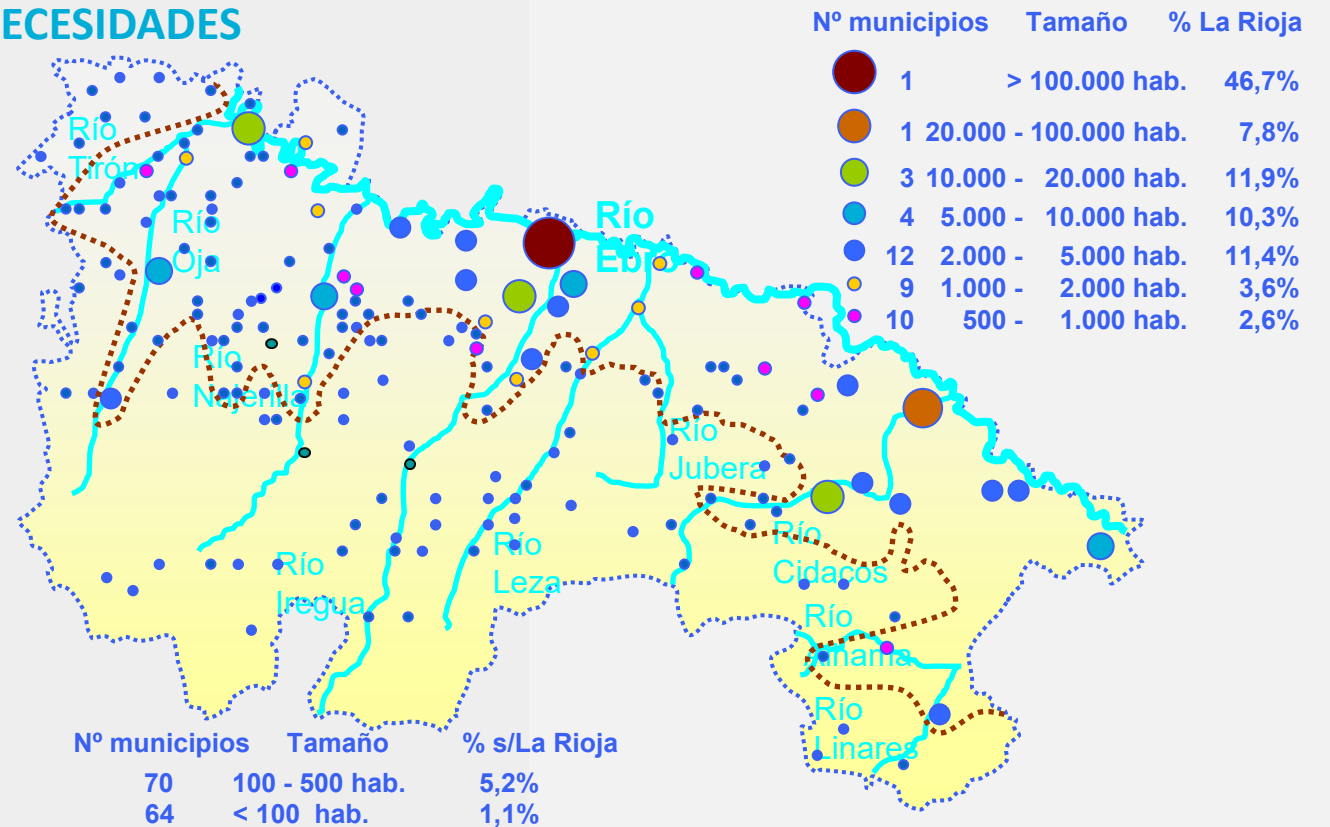 ECESIDADES
Nº municipios Tamaño % La Rioja
1 > 100.000 hab. 46,7%
1 20.000 - 100.000 hab. 7,8%
3 10.000 - 20.000 hab. 11,9%
4 5.000 - 10.000 hab. 10,3%
12 2.000 - 5.000 hab. 11,4%
9 1.000 - 2.000 hab. 3,6%
10 500 - 1.000 hab. 2,6%
Río
Tirón
Río
Oja
Río
Ebro
Río
Najerilla
Río
Jubera
Río
Iregua
Río
Leza
Río
Cidacos
Río
Río
Linares
Nº municipios Tamaño % s/La Rioja
70 100 - 500 hab. 5,2%
64 < 100 hab. 1,1%